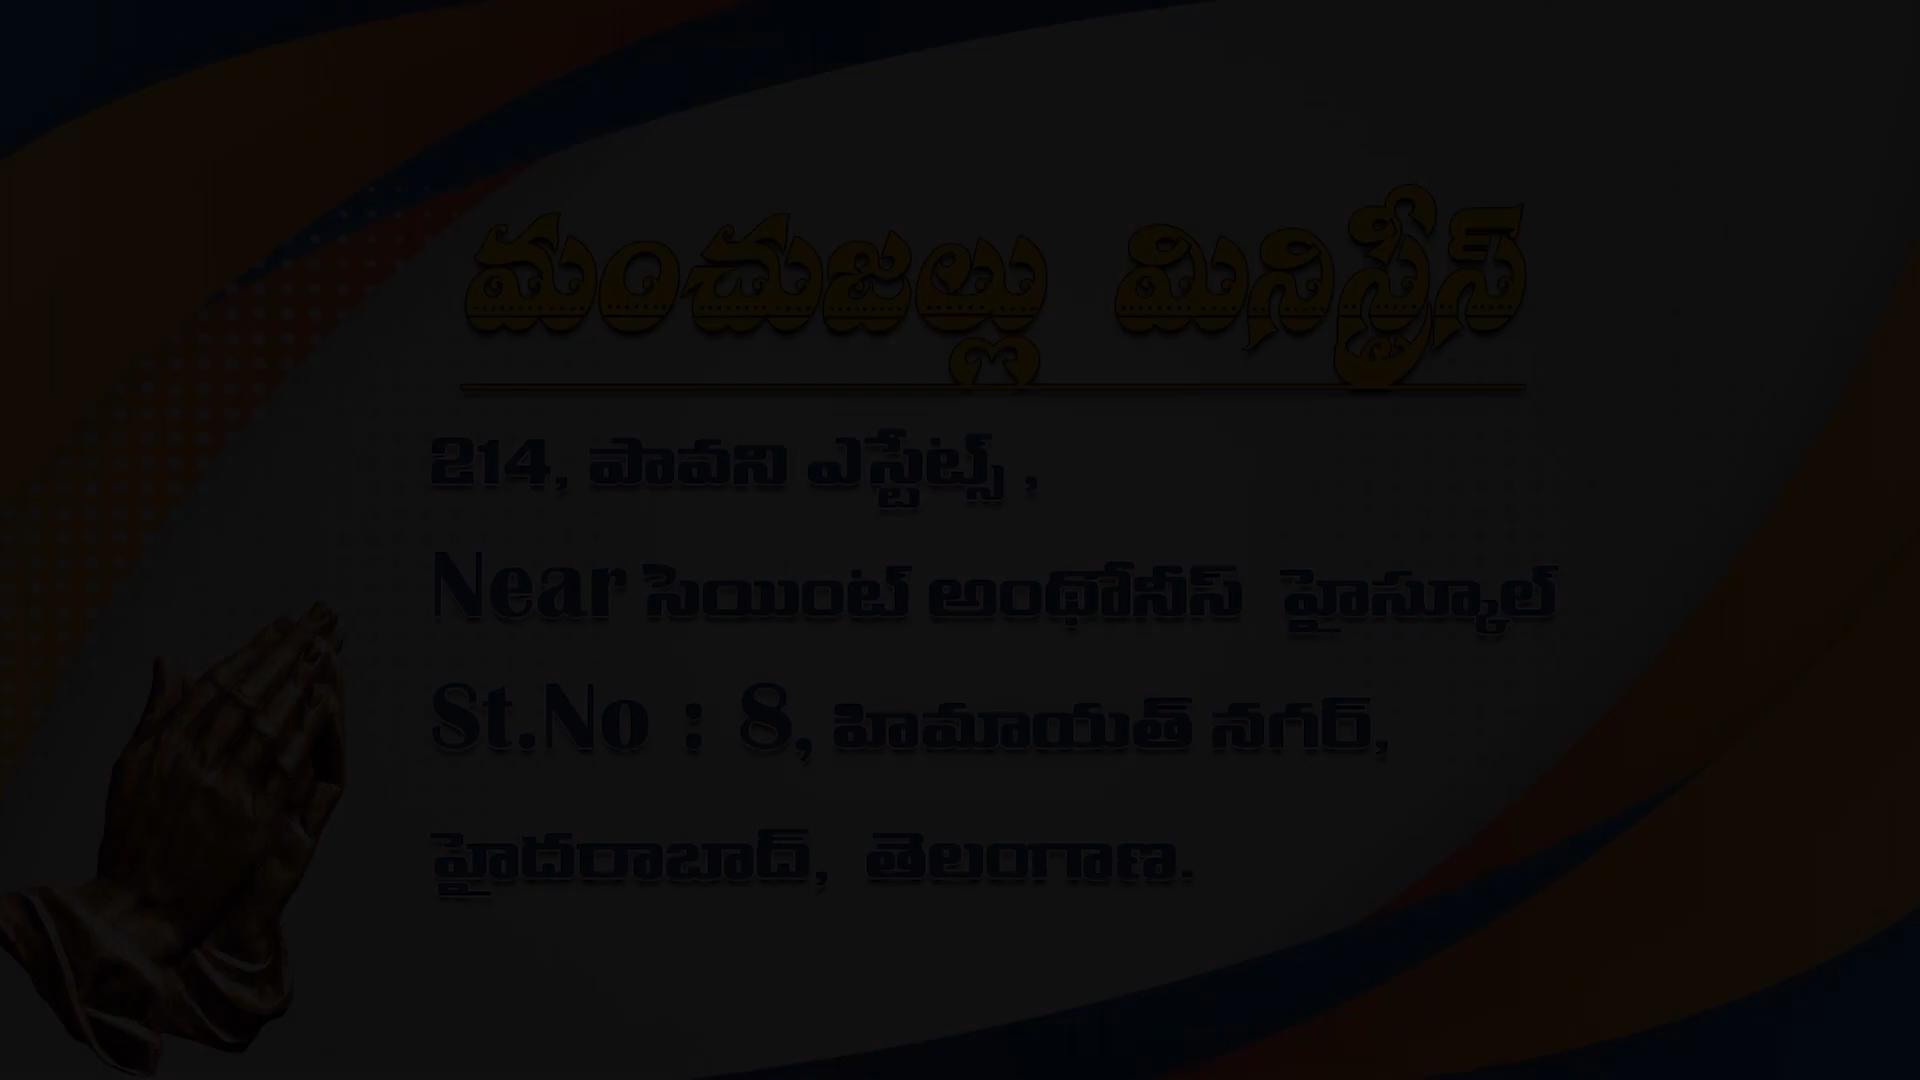 మంచుజల్లు మినిస్ట్రీస్
214, పావని ఎస్టేట్స్ ,
Near సెయింట్ అంథోనీస్ హైస్కూల్
St.No : 8, హిమాయత్ నగర్,
హైదరాబాద్, తెలంగాణ.